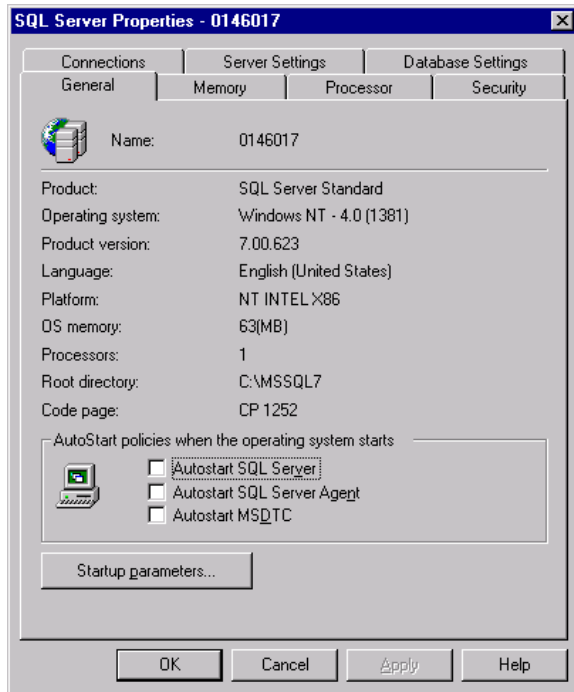 SQL Server Properties - 0146017
Connections Server Settings Database Settings
General Memory Processor Security
Name: 0146017
Product: SQL Server Standard
Operating system: Windows NT - 4.0 (1381)
Product version: 7.00.623
Language: English (United States)
Platform: NT INTEL X86
OS memory: 63(MB)
Processors: 1
Root directory: C:\MSSQL7
Code page: CP 1252
AutoStart policies when the operating system starts
Autostart SQL Server
Autostart SQL Server Agent
Autostart MSDTC
Startup parameters...
OK Cancel Apply Help